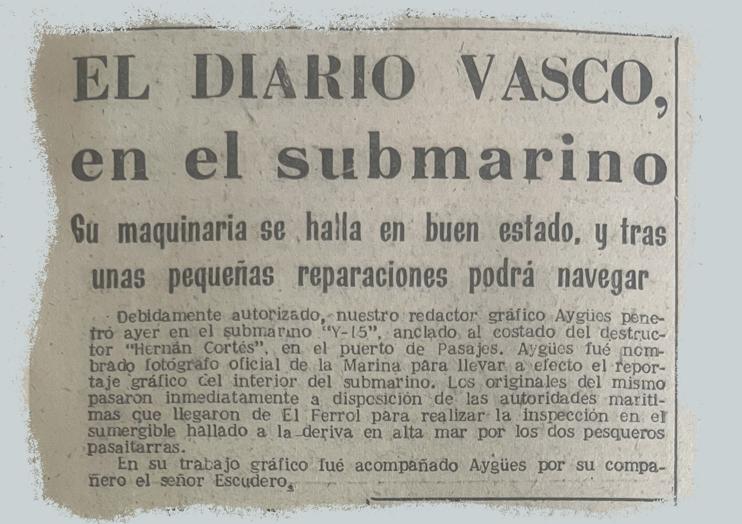 EL DIARIO VASCO,
en el submarino
Su maquinaria se halla en buen estado, y tras
unas pequeñas reparaciones podrá navegar
Debidamente autorizado, nuestro redactor gráfico Aygües pene-
tró ayer en el submarino "Y-15", anclado al costado del destruc-
tor "Hernán Cortés", en el puerto de Pasajes. Aygües fué nom-
brado fotógrafo oficial de la Marina para llevar a efecto el repor-
taje gráfico del interior del submarino. Los originales del mismo
pasaron inmediatamente a disposición de las autoridades maríti-
mas que llegaron de El Ferrol para realizar la inspección en el
sumergible hallado a la deriva en alta mar por los dos pesqueros
pasaitarras.
En su trabajo gráfico fué acompañado Aygües por su compa-
ñero el señor Escudero.